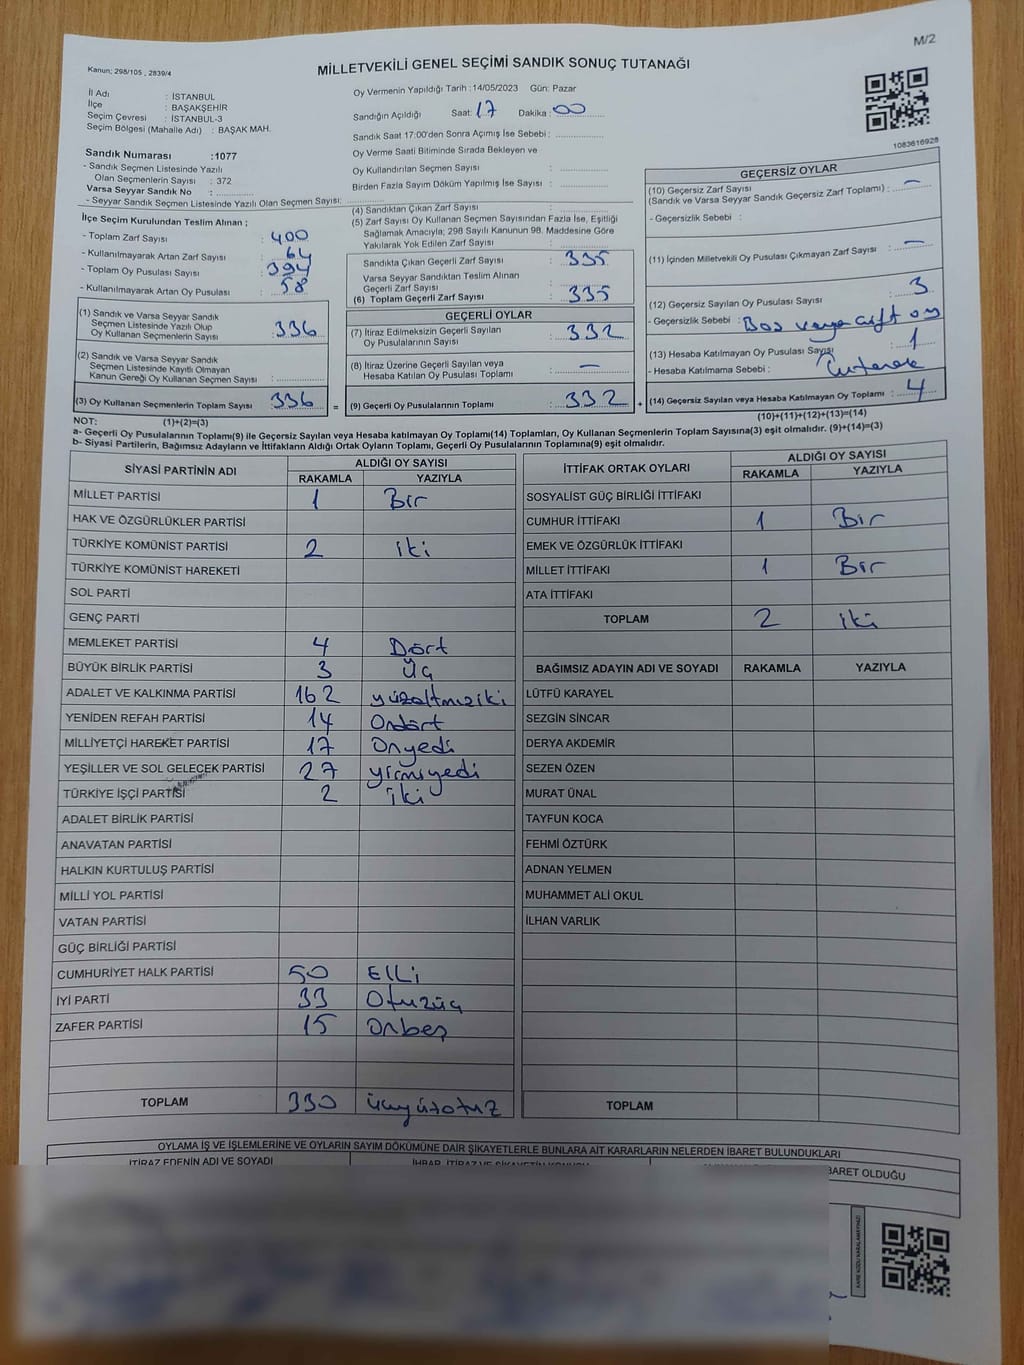 M/2
Kanun; 298/105 , 2839/4
MİLLETVEKİLİ GENEL SEÇİMİ SANDIK SONUÇ TUTANAĞI
İl Adı : İSTANBUL
İlçe : BAŞAKŞEHİR
Seçim Çevresi : İSTANBUL-3
Seçim Bölgesi (Mahalle Adı) : BAŞAK MAH.
Sandık Numarası :1077
- Sandık Seçmen Listesinde Yazılı
Olan Seçmenlerin Sayısı : 372
Varsa Seyyar Sandık No :
- Seyyar Sandık Seçmen Listesinde Yazılı Olan Seçmen Sayısı:
Oy Vermenin Yapıldığı Tarih :14/05/2023 Gün: Pazar
Sandığın Açıldığı Saat: 17 Dakika : 00
Sandık Saat 17:00'den Sonra Açımış İse Sebebi :
Oy Verme Saati Bitiminde Sırada Bekleyen ve
Oy Kullandırılan Seçmen Sayısı :
Birden Fazla Sayım Döküm Yapılmış İse Sayısı :
1083616928
İlçe Seçim Kurulundan Teslim Alınan ;
- Toplam Zarf Sayısı : 400
- Kullanılmayarak Artan Zarf Sayısı : 64
- Toplam Oy Pusulası Sayısı : 394
- Kullanılmayarak Artan Oy Pusulası : 58
(1) Sandık ve Varsa Seyyar Sandık
Seçmen Listesinde Yazılı Olup
Oy Kullanan Seçmenlerin Sayısı : 336
(2) Sandık ve Varsa Seyyar Sandık
Seçmen Listesinde Kayıtlı Olmayan
Kanun Gereği Oy Kullanan Seçmen Sayısı :
(3) Oy Kullanan Seçmenlerin Toplam Sayısı : 336 =
(4) Sandıktan Çıkan Zarf Sayısı :
(5) Zarf Sayısı Oy Kullanan Seçmen Sayısından Fazla İse, Eşitliği
Sağlamak Amacıyla; 298 Sayılı Kanunun 98. Maddesine Göre
Yakılarak Yok Edilen Zarf Sayısı :
Sandıkta Çıkan Geçerli Zarf Sayısı : 335
Varsa Seyyar Sandıktan Teslim Alınan
Geçerli Zarf Sayısı :
(6) Toplam Geçerli Zarf Sayısı : 335
GEÇERLİ OYLAR
(7) İtiraz Edilmeksizin Geçerli Sayılan
Oy Pusulalarının Sayısı : 332
(8) İtiraz Üzerine Geçerli Sayılan veya
Hesaba Katılan Oy Pusulası Toplamı : —
(9) Geçerli Oy Pusulalarının Toplamı : 332 +
GEÇERSİZ OYLAR
(10) Geçersiz Zarf Sayısı
(Sandık ve Varsa Seyyar Sandık Geçersiz Zarf Toplamı) : —
- Geçersizlik Sebebi :
(11) İçinden Milletvekili Oy Pusulası Çıkmayan Zarf Sayısı : —
(12) Geçersiz Sayılan Oy Pusulası Sayısı : 3
- Geçersizlik Sebebi : Boş veya çift oy
(13) Hesaba Katılmayan Oy Pusulası Sayısı : 1
- Hesaba Katılmama Sebebi :
(14) Geçersiz Sayılan veya Hesaba Katılmayan Oy Toplamı : 4
NOT: (1)+(2)=(3) (10)+(11)+(12)+(13)=(14)
a- Geçerli Oy Pusulalarının Toplamı(9) ile Geçersiz Sayılan veya Hesaba katılmayan Oy Toplamı(14) Toplamları, Oy Kullanan Seçmenlerin Toplam Sayısına(3) eşit olmalıdır. (9)+(14)=(3)
b- Siyasi Partilerin, Bağımsız Adayların ve İttifakların Aldığı Ortak Oyların Toplamı, Geçerli Oy Pusulalarının Toplamına(9) eşit olmalıdır.
SİYASİ PARTİNİN ADI ALDIĞI OY SAYISI
RAKAMLA YAZIYLA
MİLLET PARTİSİ 1 Bir
HAK VE ÖZGÜRLÜKLER PARTİSİ
TÜRKİYE KOMÜNİST PARTİSİ 2 iki
TÜRKİYE KOMÜNİST HAREKETİ
SOL PARTİ
GENÇ PARTİ
MEMLEKET PARTİSİ 4 Dört
BÜYÜK BİRLİK PARTİSİ 3 Üç
ADALET VE KALKINMA PARTİSİ 162 yüzaltmışiki
YENİDEN REFAH PARTİSİ 14 Ondört
MİLLİYETÇİ HAREKET PARTİSİ 17 Onyedi
YEŞİLLER VE SOL GELECEK PARTİSİ 27 yirmiyedi
TÜRKİYE İŞÇİ PARTİSİ 2 iki
ADALET BİRLİK PARTİSİ
ANAVATAN PARTİSİ
HALKIN KURTULUŞ PARTİSİ
MİLLİ YOL PARTİSİ
VATAN PARTİSİ
GÜÇ BİRLİĞİ PARTİSİ
CUMHURİYET HALK PARTİSİ 50 Elli
İYİ PARTİ 33 Otuzüç
ZAFER PARTİSİ 15 Onbeş
TOPLAM 330 üçyüzotuz
İTTİFAK ORTAK OYLARI ALDIĞI OY SAYISI
RAKAMLA YAZIYLA
SOSYALİST GÜÇ BİRLİĞİ İTTİFAKI
CUMHUR İTTİFAKI 1 Bir
EMEK VE ÖZGÜRLÜK İTTİFAKI
MİLLET İTTİFAKI 1 Bir
ATA İTTİFAKI
TOPLAM 2 iki
BAĞIMSIZ ADAYIN ADI VE SOYADI RAKAMLA YAZIYLA
LÜTFÜ KARAYEL
SEZGİN SİNCAR
DERYA AKDEMİR
SEZEN ÖZEN
MURAT ÜNAL
TAYFUN KOCA
FEHMİ ÖZTÜRK
ADNAN YELMEN
MUHAMMET ALİ OKUL
İLHAN VARLIK
TOPLAM
OYLAMA İŞ VE İŞLEMLERİNE VE OYLARIN SAYIM DÖKÜMÜNE DAİR ŞİKAYETLERLE BUNLARA AİT KARARLARIN NELERDEN İBARET BULUNDUKLARI
İTİRAZ EDENİN ADI VE SOYADI İHBAR, İTİRAZ VE ŞİKAYETİN KONUSU
BARET OLDUĞU
KARE KODU KARALAMAYINIZ!